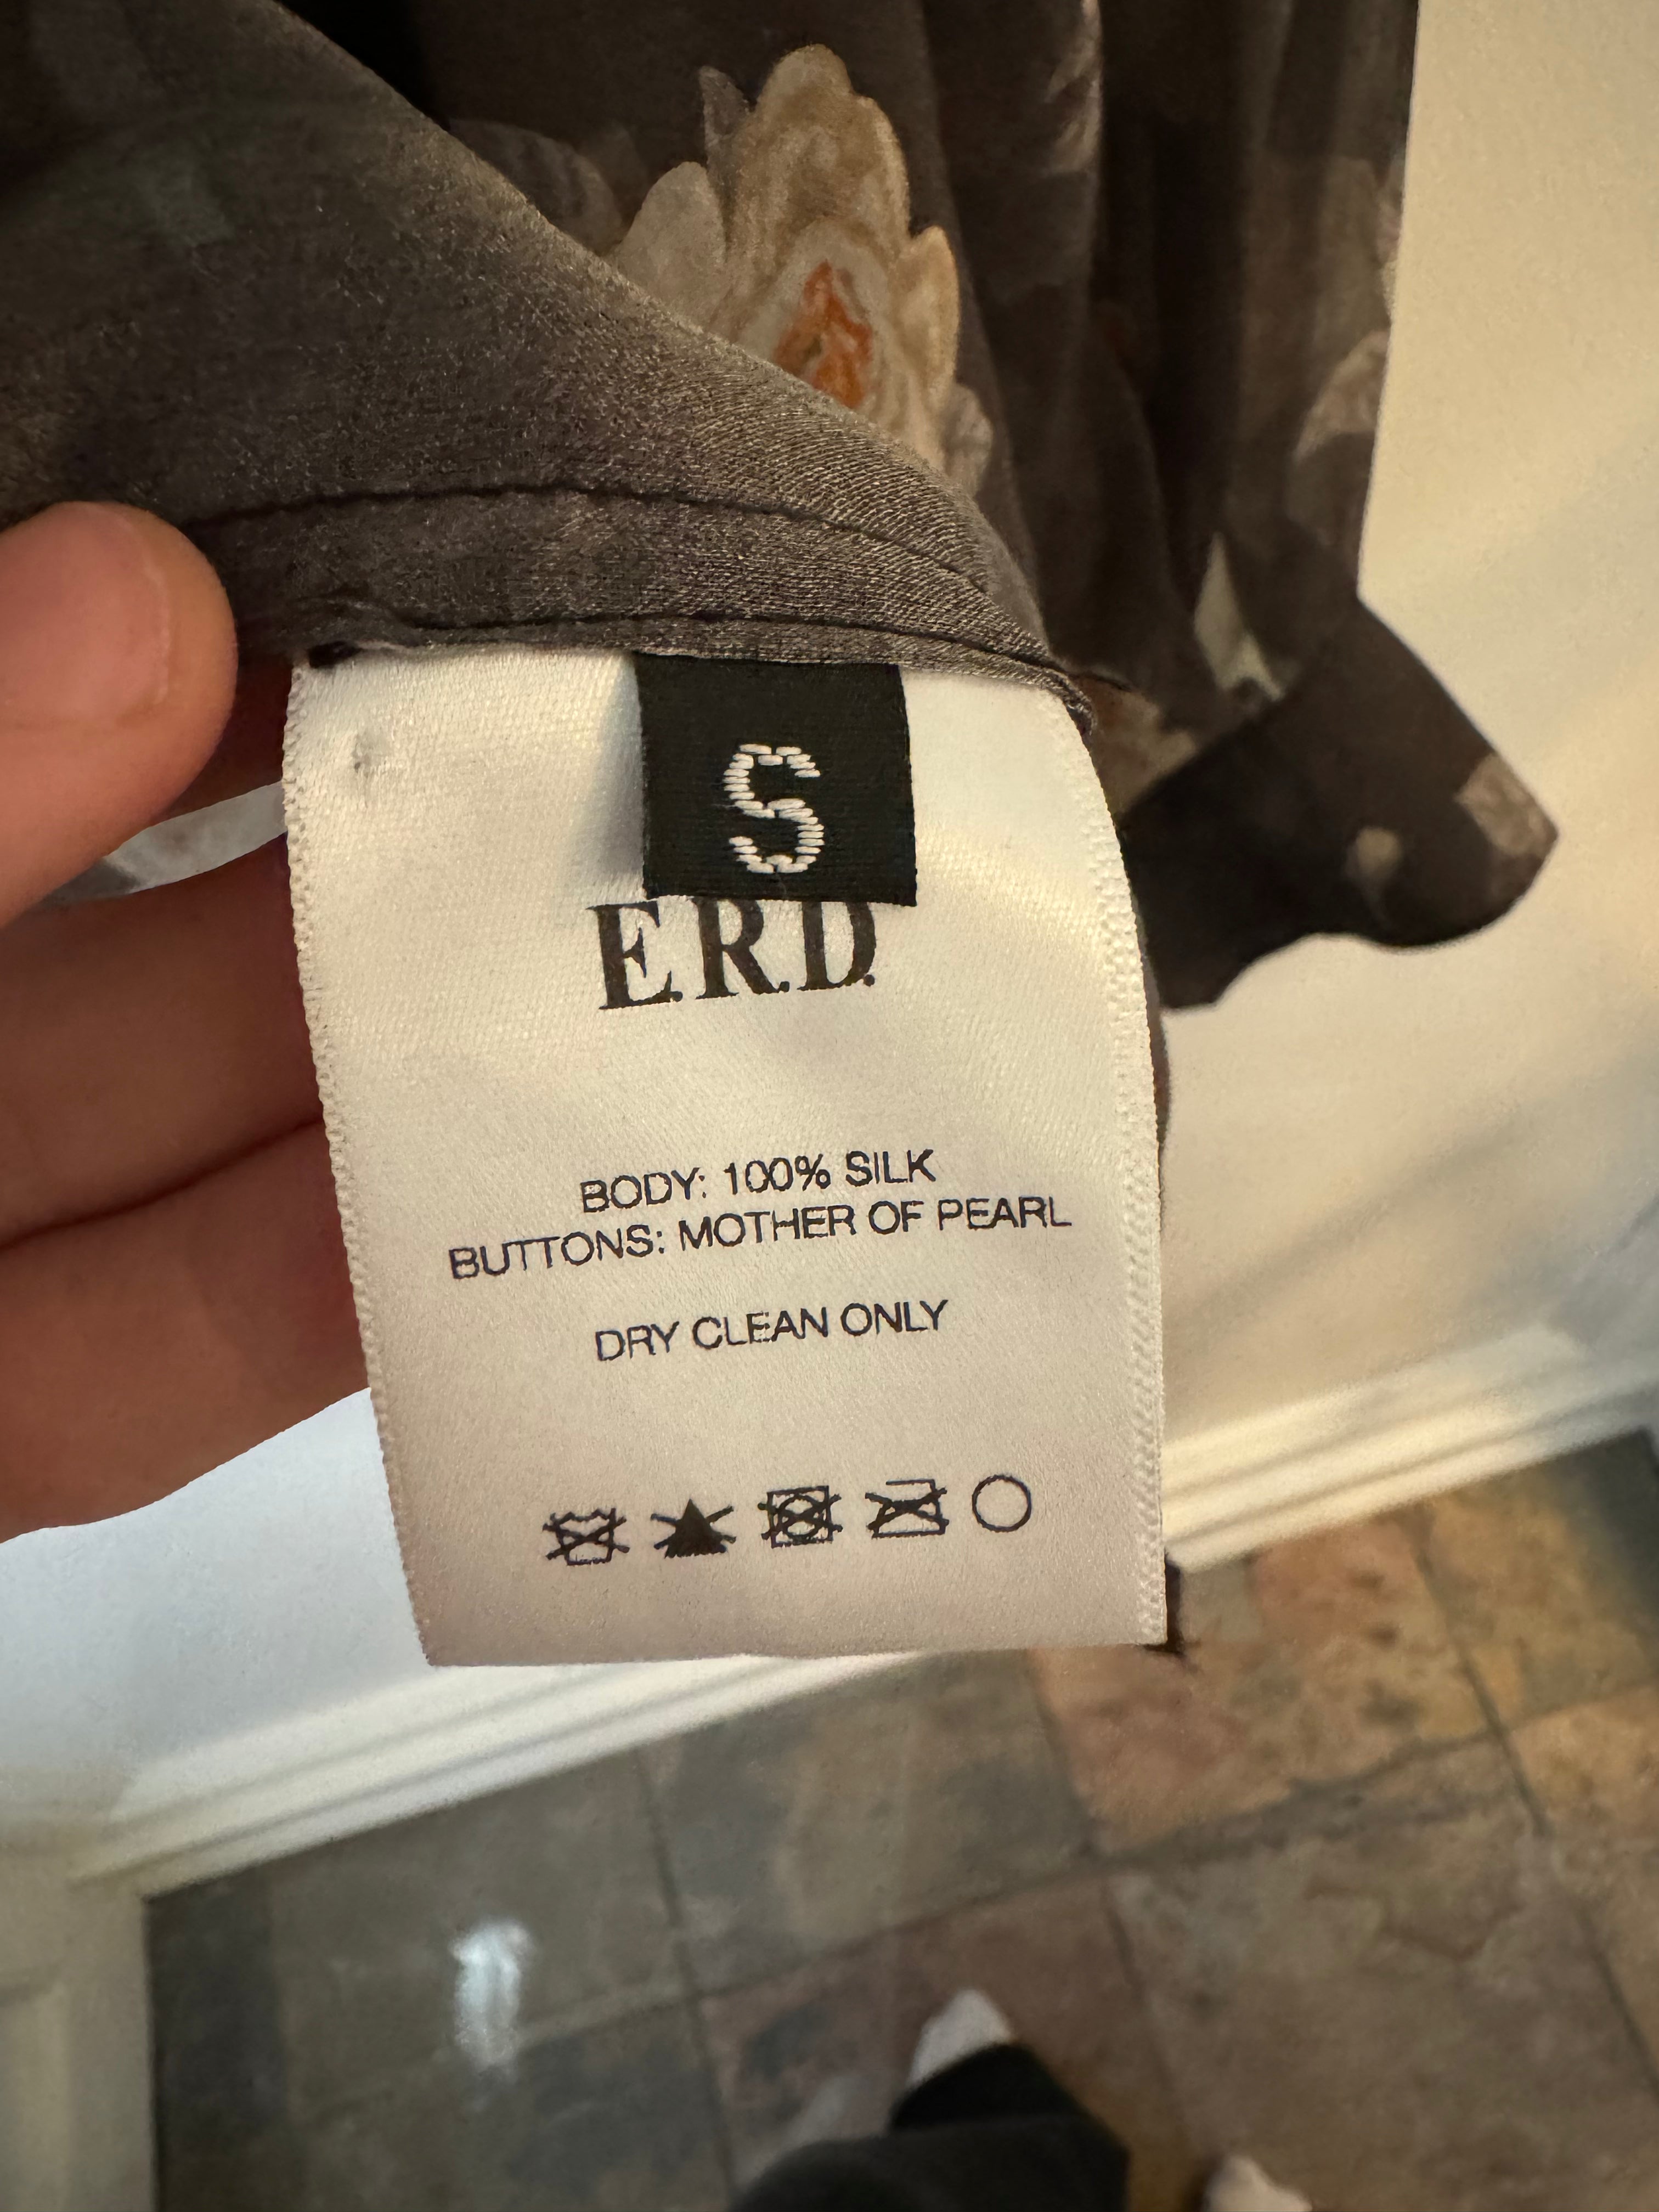 S
E.R.D.
BODY: 100% SILK
BUTTONS: MOTHER OF PEARL
DRY CLEAN ONLY